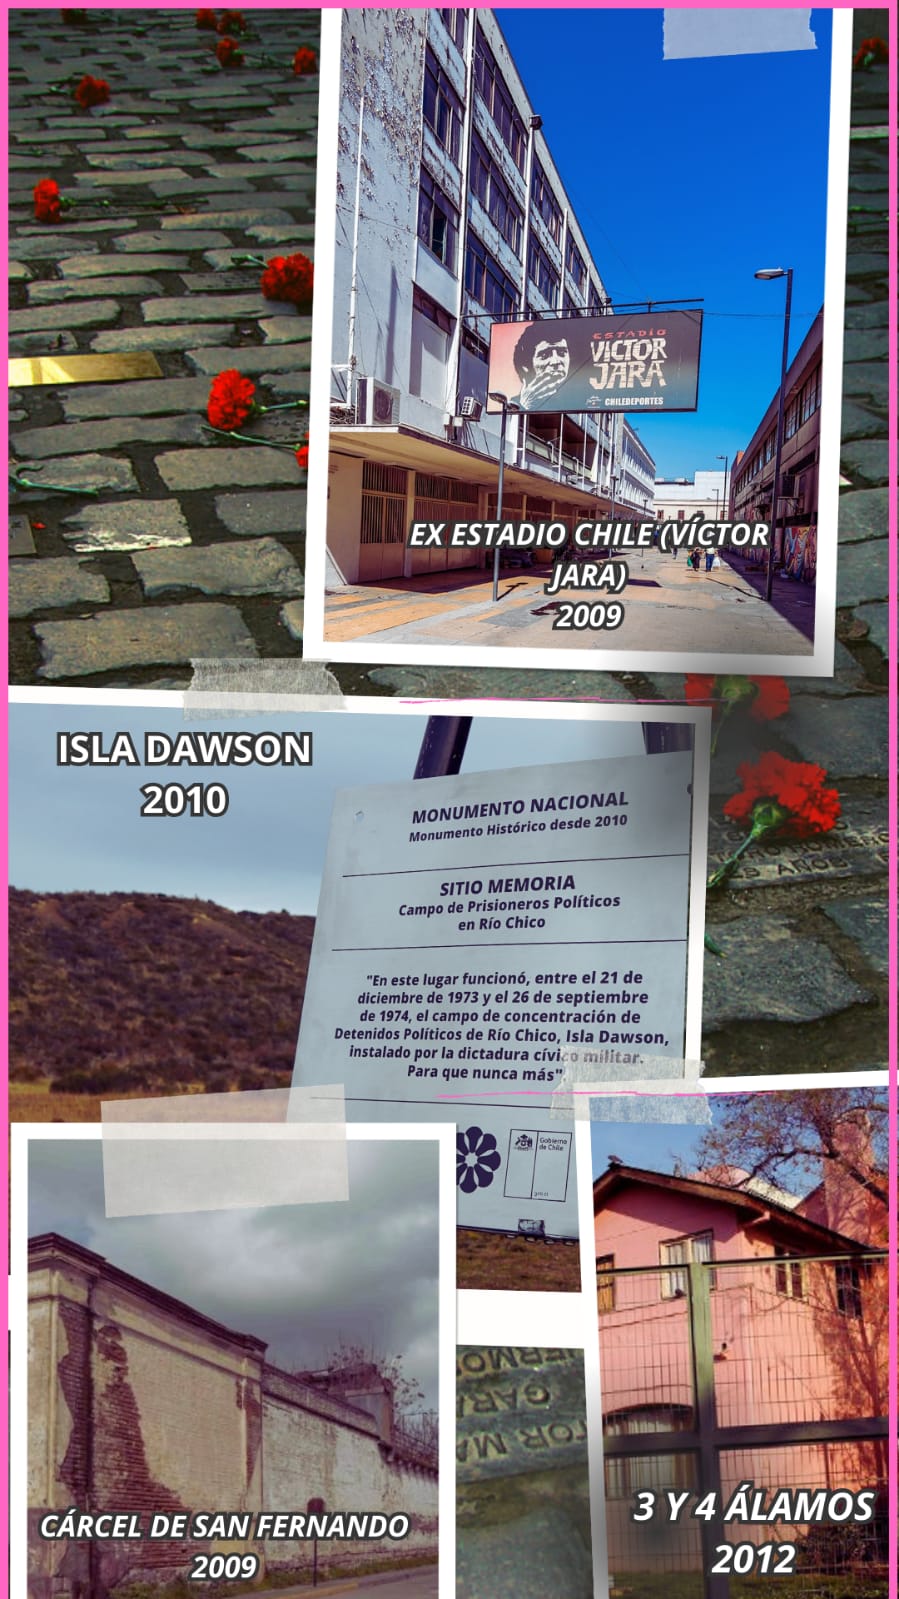 ESTADIO
VICTOR
JARA
CHILEDEPORTES
EX ESTADIO CHILE (VÍCTOR
JARA)
2009
ISLA DAWSON
2010
MONUMENTO NACIONAL
Monumento Histórico desde 2010
SITIO MEMORIA
Campo de Prisioneros Políticos
en Río Chico
"En este lugar funcionó, entre el 21 de
diciembre de 1973 y el 26 de septiembre
de 1974, el campo de concentración de
Detenidos Políticos de Río Chico, Isla Dawson,
instalado por la dictadura cívico militar.
Para que nunca más"
Gobierno
de Chile
AÑOS
CÁRCEL DE SAN FERNANDO
2009
TOR MA
3 Y 4 ÁLAMOS
2012